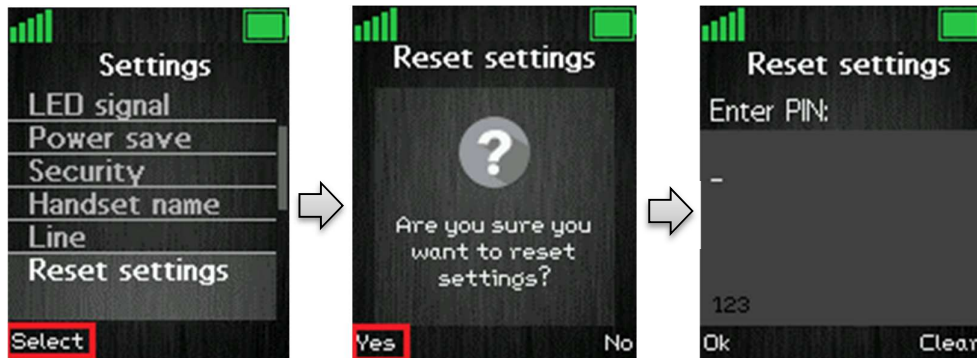 Settings
LED signal
Power save
Security
Handset name
Line
Reset settings
Select
Reset settings
?
Are you sure you
want to reset
settings?
Yes No
Reset settings
Enter PIN:
_
123
Ok Clear